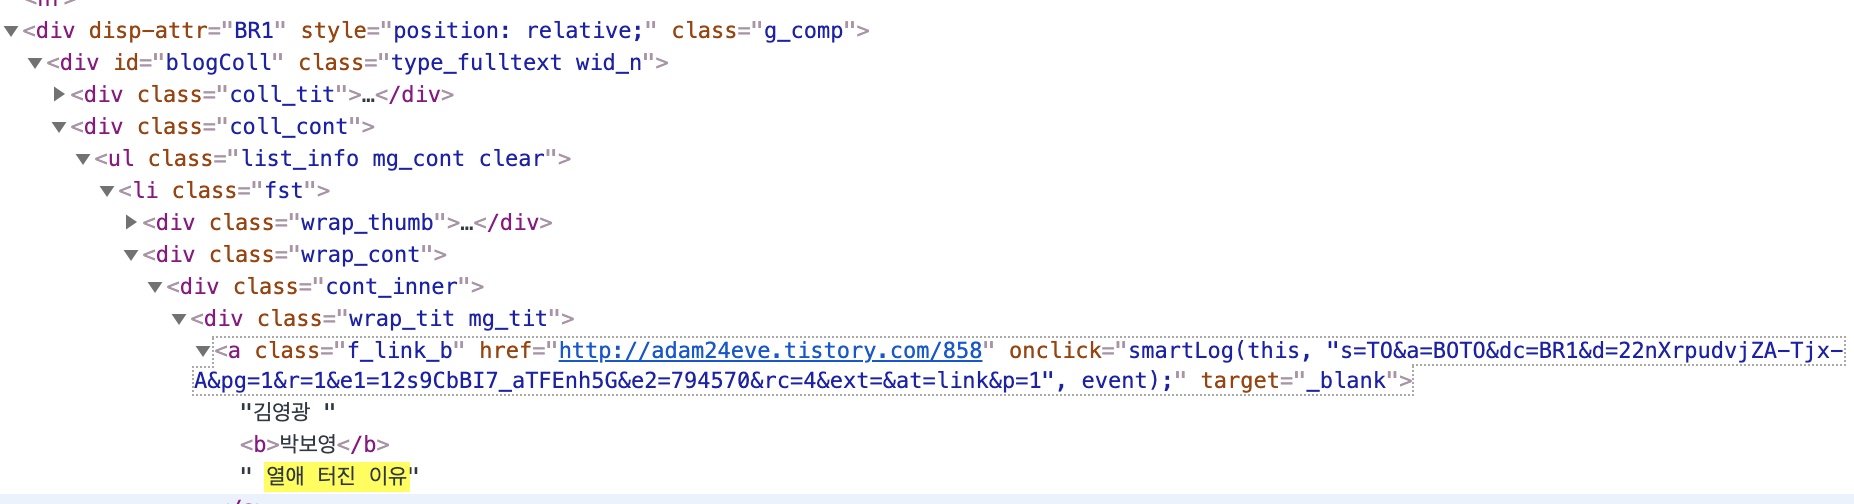 <div disp-attr="BR1" style="position: relative;" class="g_comp">
<div id="blogColl" class="type_fulltext wid_n">
<div class="coll_tit">…</div>
<div class="coll_cont">
<ul class="list_info mg_cont clear">
<li class="fst">
<div class="wrap_thumb">…</div>
<div class="wrap_cont">
<div class="cont_inner">
<div class="wrap_tit mg_tit">
<a class="f_link_b" href="http://adam24eve.tistory.com/858" onclick="smartLog(this, "s=TO&a=BOTO&dc=BR1&d=22nXrpudvjZA-Tjx-
A&pg=1&r=1&e1=12s9CbBI7_aTFEnh5G&e2=794570&rc=4&ext=&at=link&p=1", event);" target="_blank">
"김영광 "
<b>박보영</b>
" 열애 터진 이유"